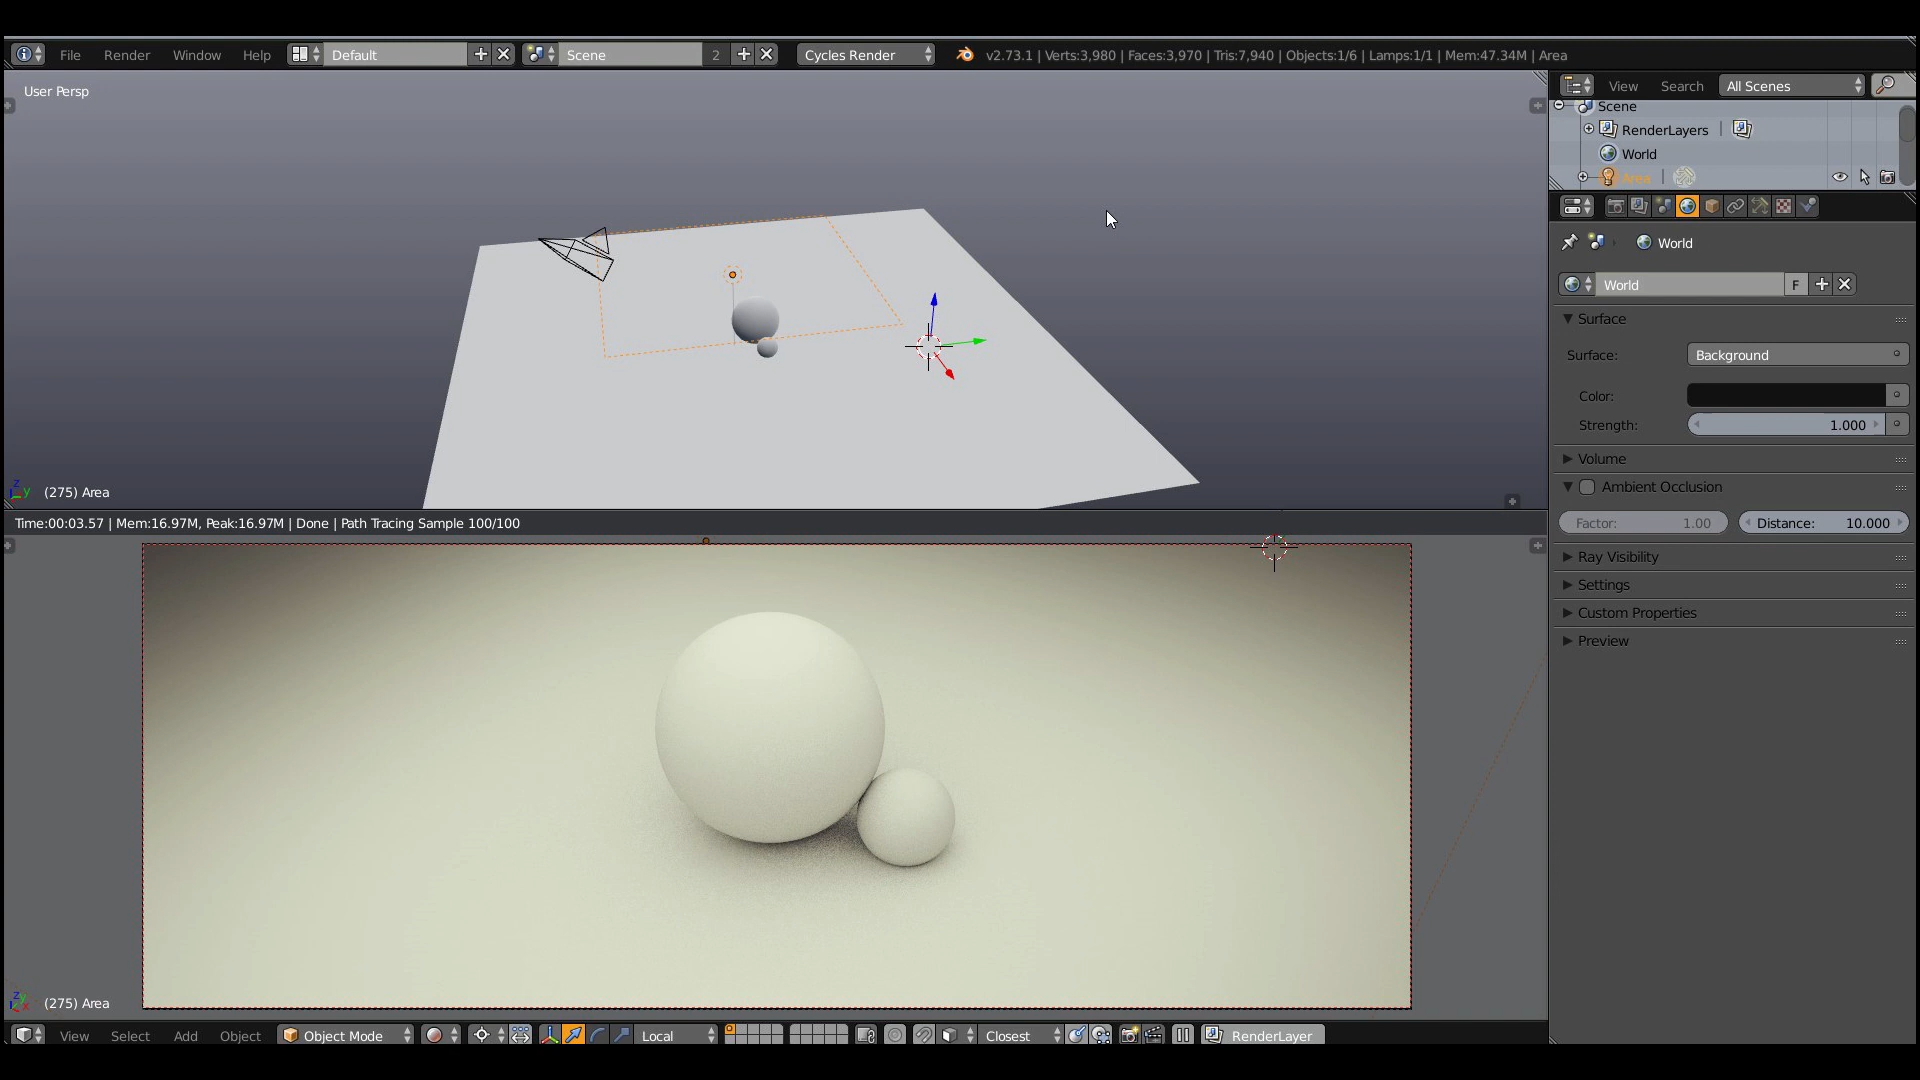 File Render Window Help Default Scene 2 Cycles Render v2.73.1 | Verts:3,980 | Faces:3,970 | Tris:7,940 | Objects:1/6 | Lamps:1/1 | Mem:47.34M | Area
User Persp
(275) Area
Time:00:03.57 | Mem:16.97M, Peak:16.97M | Done | Path Tracing Sample 100/100
(275) Area
View Select Add Object Object Mode Local Closest RenderLayer
View Search All Scenes
Scene
RenderLayers |
World
Area |
World
World F
Surface
Surface: Background
Color:
Strength: 1.000
Volume
Ambient Occlusion
Factor: 1.00 Distance: 10.000
Ray Visibility
Settings
Custom Properties
Preview